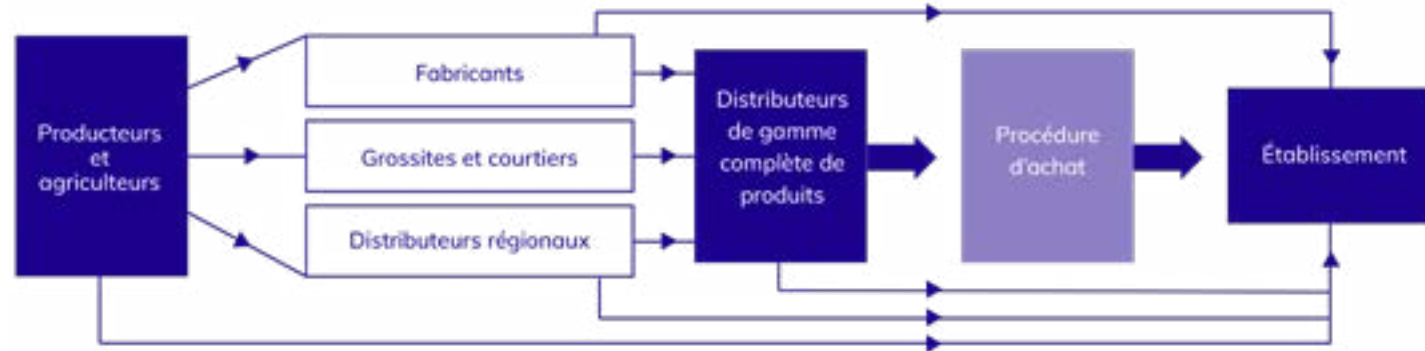 Producteurs
et
agriculteurs
Fabricants
Grossites et courtiers
Distributeurs régionaux
Distributeurs
de gamme
complète de
produits
Procédure
d'achat
Établissement